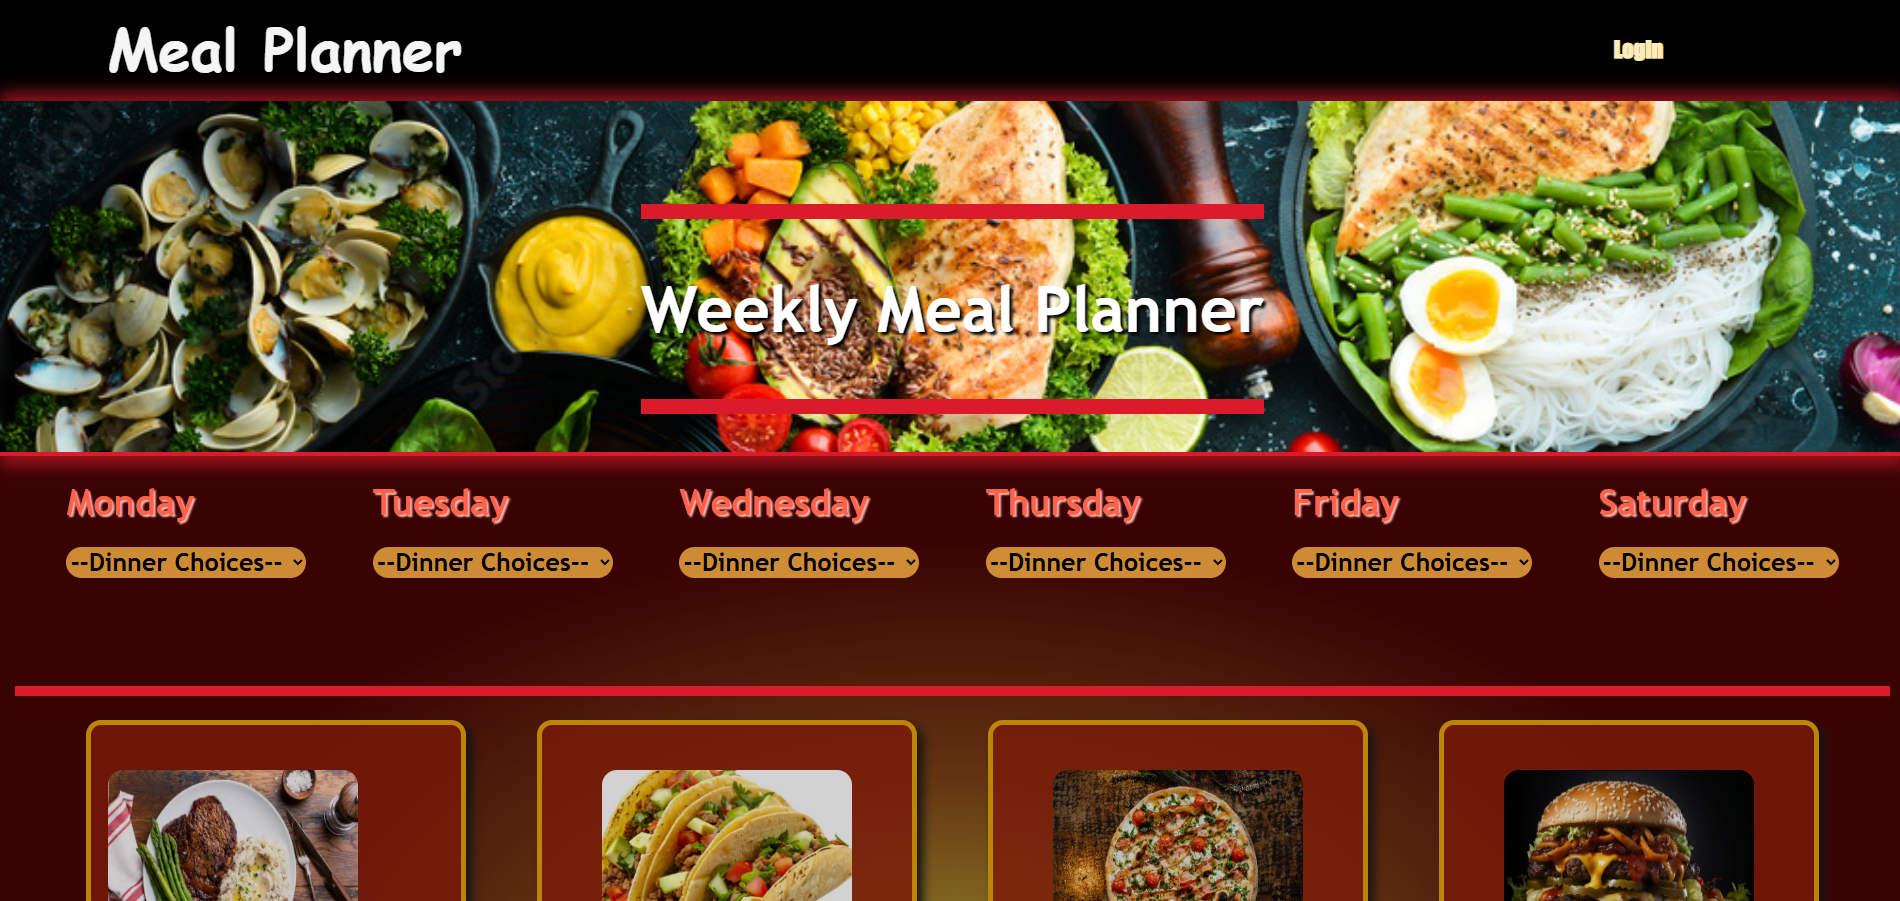 Meal Planner
Login
Weekly Meal Planner
Monday
Tuesday
Wednesday
Thursday
Friday
Saturday
--Dinner Choices--
--Dinner Choices--
--Dinner Choices--
--Dinner Choices--
--Dinner Choices--
--Dinner Choices--